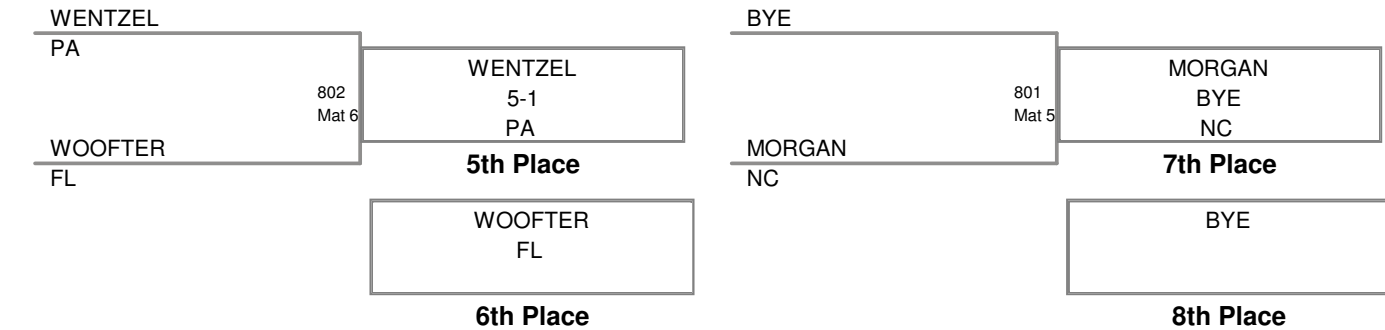 WENTZEL
PA
802
Mat 6
WOOFTER
FL
WENTZEL
5-1
PA
5th Place
WOOFTER
FL
6th Place
BYE
801
Mat 5
MORGAN
NC
MORGAN
BYE
NC
7th Place
BYE
8th Place